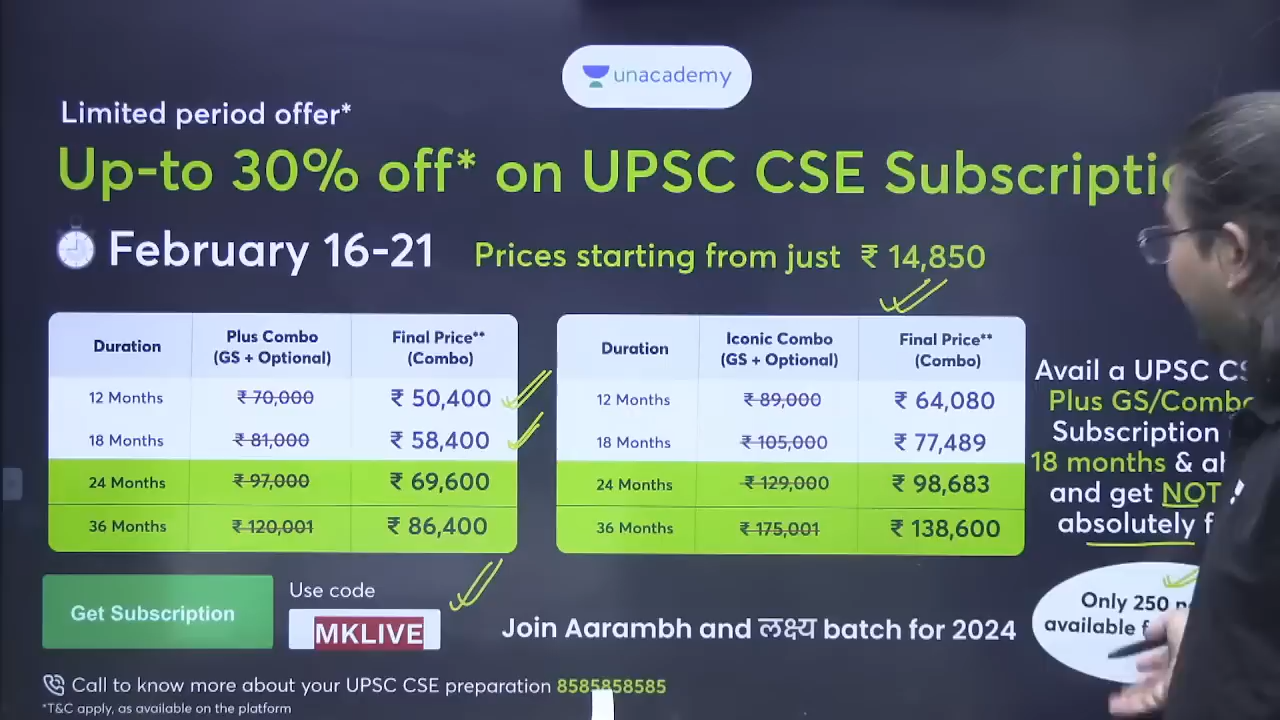 unacademy
Limited period offer*
Up-to 30% off* on UPSC CSE
February 16-21
Prices starting from just ₹ 14,850
Duration Plus Combo (GS + Optional) Final Price** (Combo)
12 Months ₹ 70,000 ₹ 50,400
18 Months ₹ 81,000 ₹ 58,400
24 Months ₹ 97,000 ₹ 69,600
36 Months ₹ 120,001 ₹ 86,400
Duration Iconic Combo (GS + Optional) Final Price** (Combo)
12 Months ₹ 89,000 ₹ 64,080
18 Months ₹ 105,000 ₹ 77,489
24 Months ₹ 129,000 ₹ 98,683
36 Months ₹ 175,001 ₹ 138,600
Avail a UPSC
Plus GS/Combo
Subscription
18 months &
and get NOT
absolutely
Only 250
available
Get Subscription
Use code
MKLIVE
Join Aarambh and लक्ष्य batch for 2024
Call to know more about your UPSC CSE preparation 8585858585
*T&C apply, as available on the platform